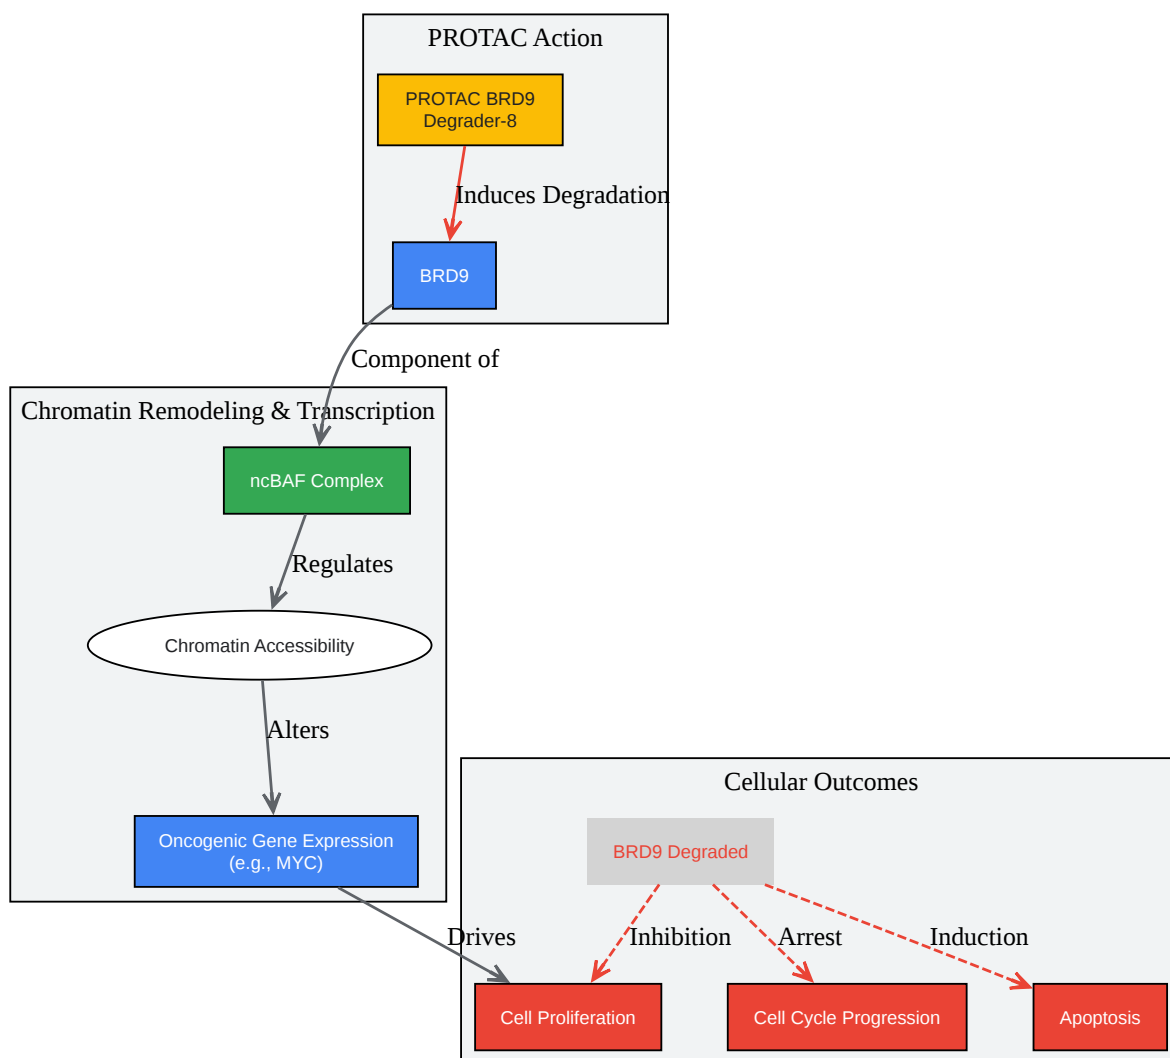 PROTAC Action
PROTAC BRD9
Degrader-8
Induces Degradation
BRD9
Component of
Chromatin Remodeling & Transcription
ncBAF Complex
Regulates
Chromatin Accessibility
Alters
Oncogenic Gene Expression
(e.g., MYC)
Drives
Cellular Outcomes
BRD9 Degraded
Inhibition
Arrest
Induction
Cell Proliferation
Cell Cycle Progression
Apoptosis